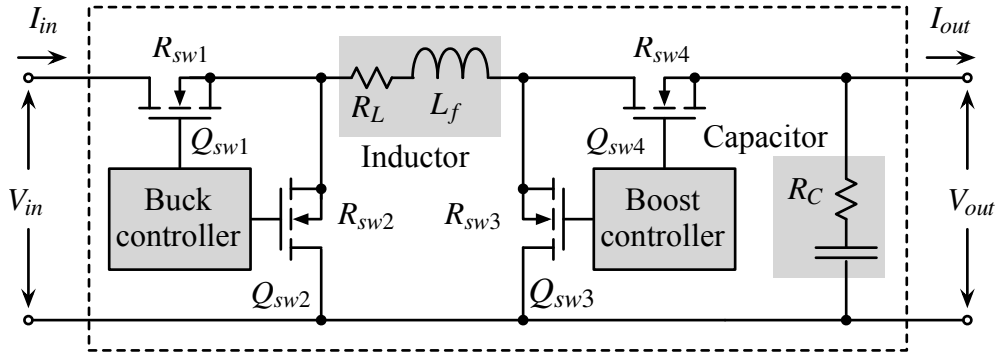 I_in
I_out
R_sw1
R_sw4
R_L
L_f
Q_sw1
Inductor
Q_sw4
Capacitor
V_in
Buck
controller
R_sw2
R_sw3
Boost
controller
R_C
V_out
Q_sw2
Q_sw3